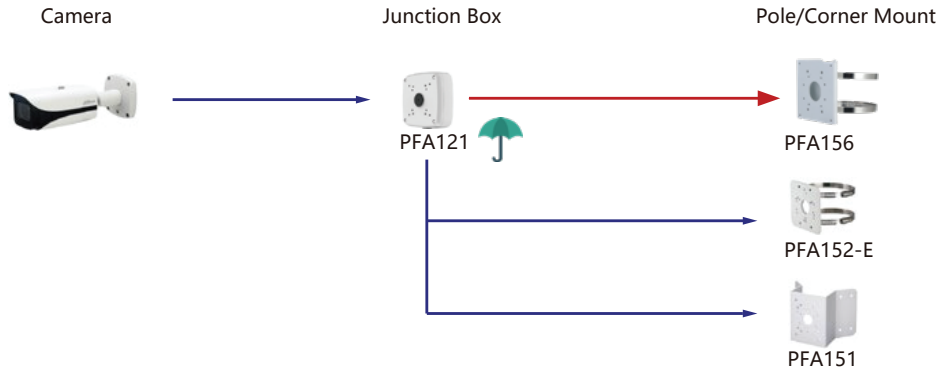 Camera
Junction Box
Pole/Corner Mount
PFA121
PFA156
PFA152-E
PFA151